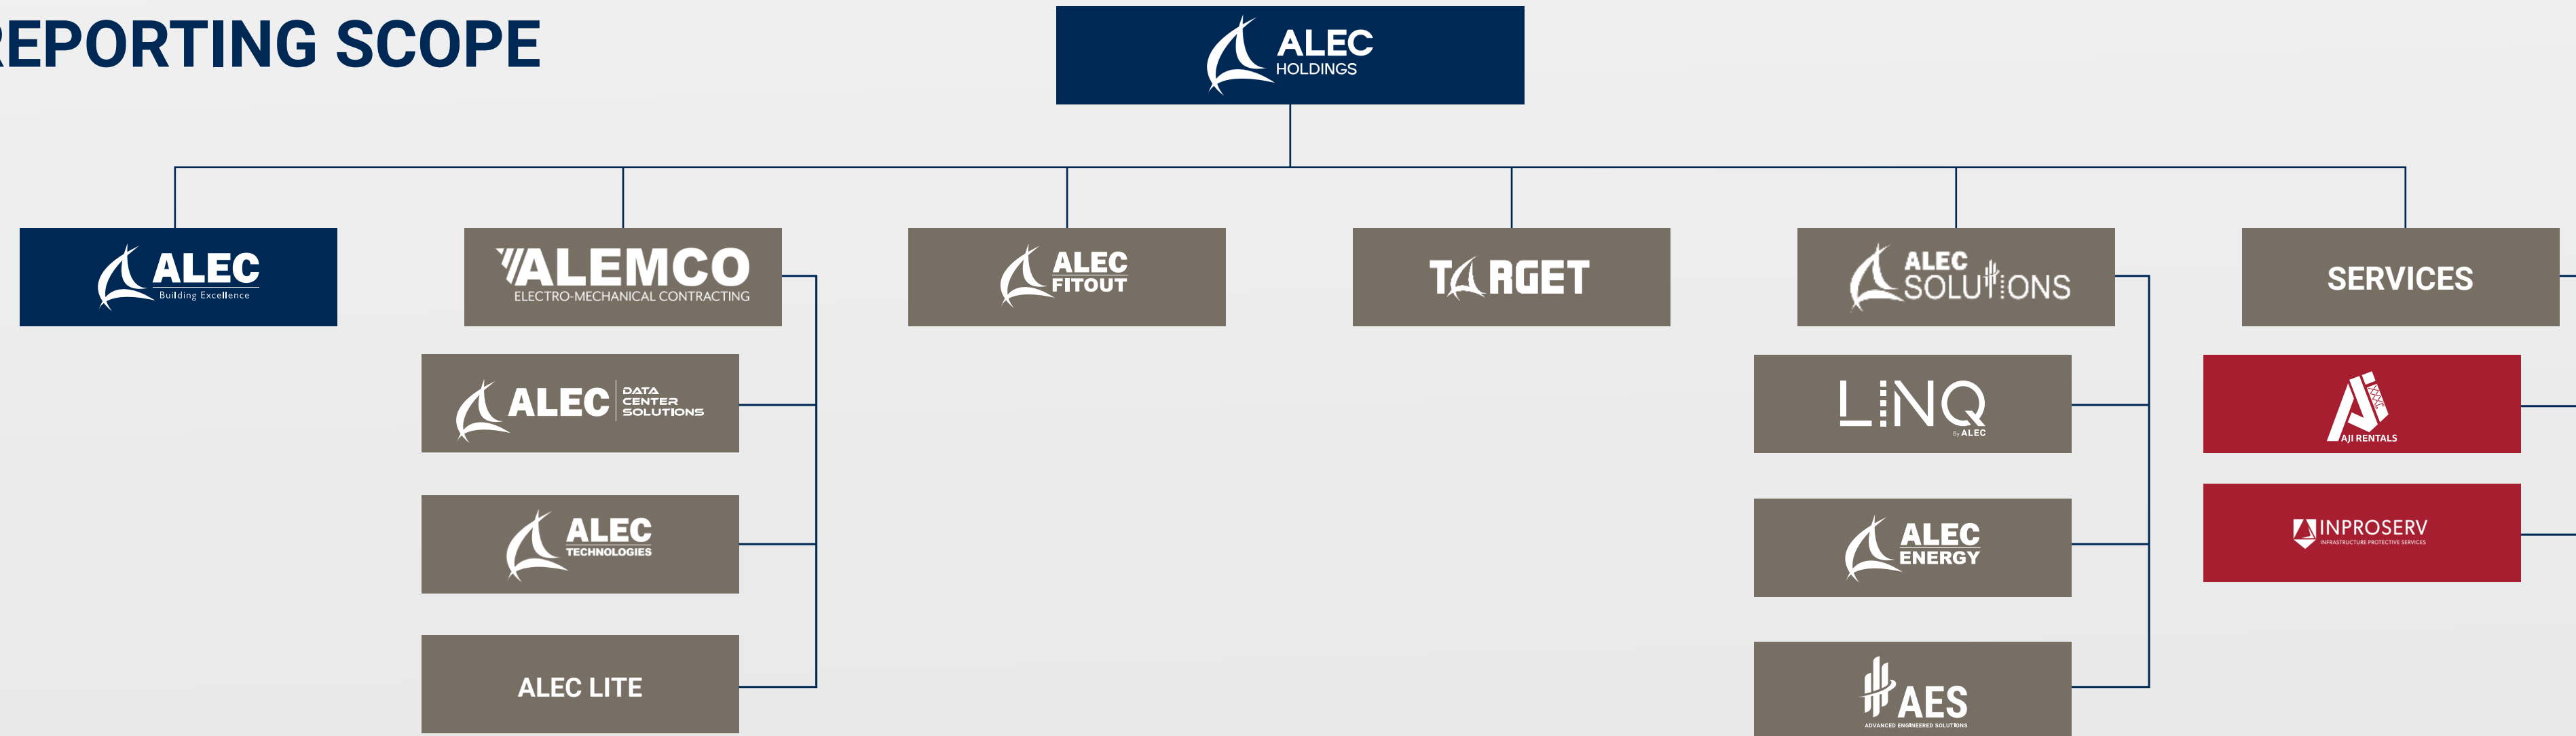 REPORTING SCOPE
ALEC
HOLDINGS
ALEC
Building Excellence
ALEMCO
ELECTRO-MECHANICAL CONTRACTING
ALEC
FITOUT
TARGET
ALEC
SOLUTIONS
SERVICES
ALEC
DATA
CENTER
SOLUTIONS
LINQ
By ALEC
AJI RENTALS
ALEC
TECHNOLOGIES
ALEC
ENERGY
INPROSERV
INFRASTRUCTURE PROTECTIVE SERVICES
ALEC LITE
AES
ADVANCED ENGINEERED SOLUTIONS